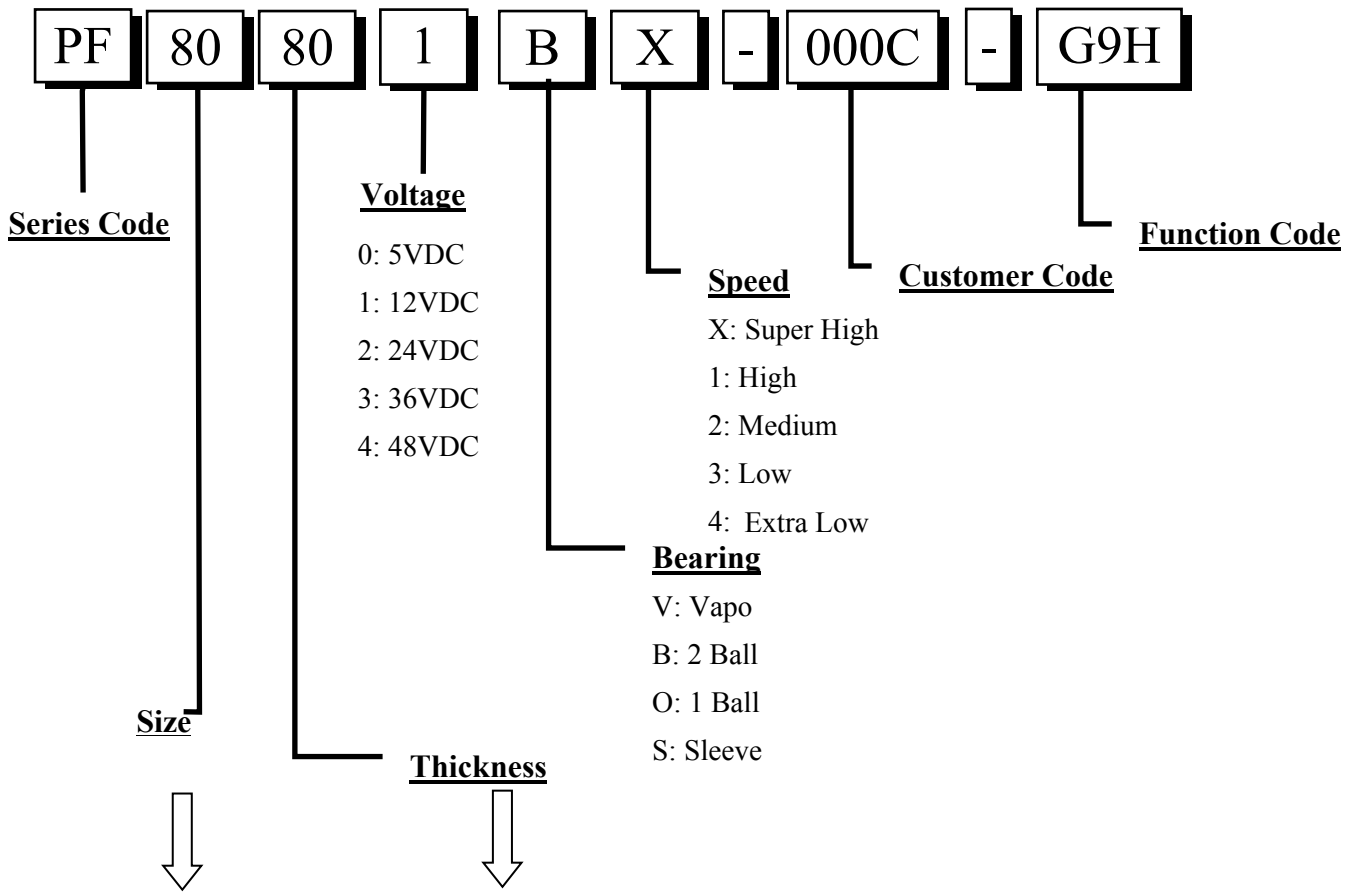 PF 80 80 1 B X - 000C - G9H
Series Code
Voltage
0: 5VDC
1: 12VDC
2: 24VDC
3: 36VDC
4: 48VDC
Function Code
Customer Code
Speed
X: Super High
1: High
2: Medium
3: Low
4: Extra Low
Bearing
V: Vapo
B: 2 Ball
O: 1 Ball
S: Sleeve
Size
Thickness